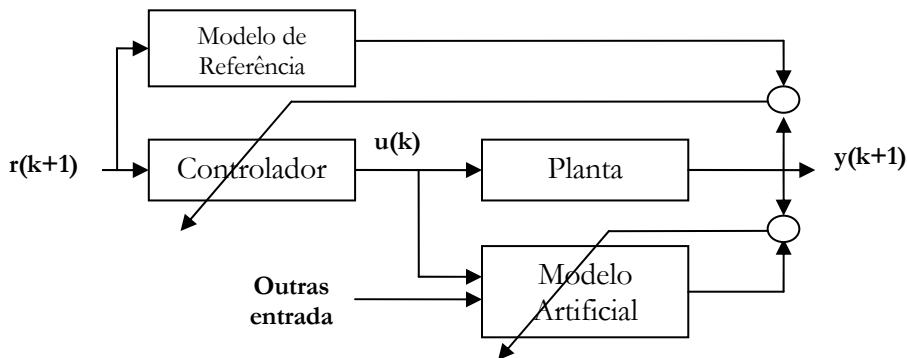 Modelo de
Referência
u(k)
r(k+1)
Controlador
Planta
y(k+1)
Outras
entrada
Modelo
Artificial